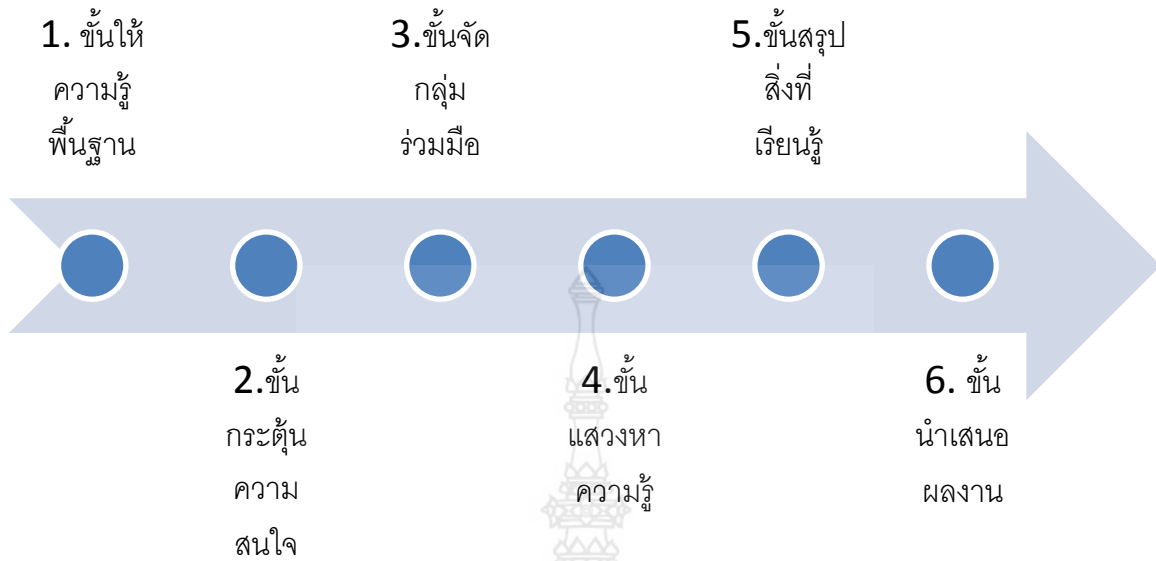 1. ขั้นให้
ความรู้
พื้นฐาน
2.ขั้น
กระตุ้น
ความ
สนใจ
3.ขั้นจัด
กลุ่ม
ร่วมมือ
4.ขั้น
แสวงหา
ความรู้
5.ขั้นสรุป
สิ่งที่
เรียนรู้
6. ขั้น
นำเสนอ
ผลงาน